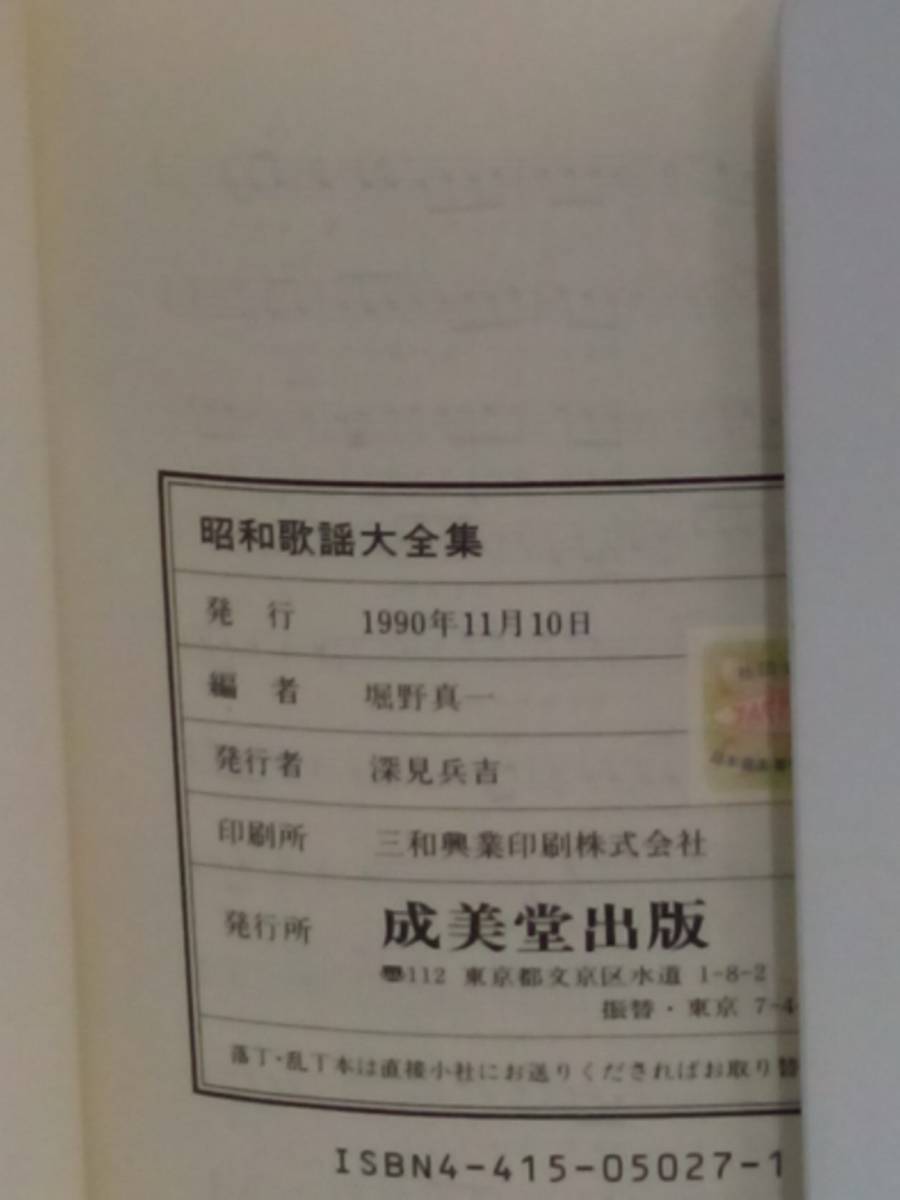 昭和歌謡大全集
発行 1990年11月10日
編者 堀野真一
発行者 深見兵吉
印刷所 三和興業印刷株式会社
発行所 成美堂出版
112 東京都文京区水道 1-8-2
振替・東京 7-4
落丁・乱丁本は直接小社にお送りくださればお取り替
ISBN4-415-05027-1